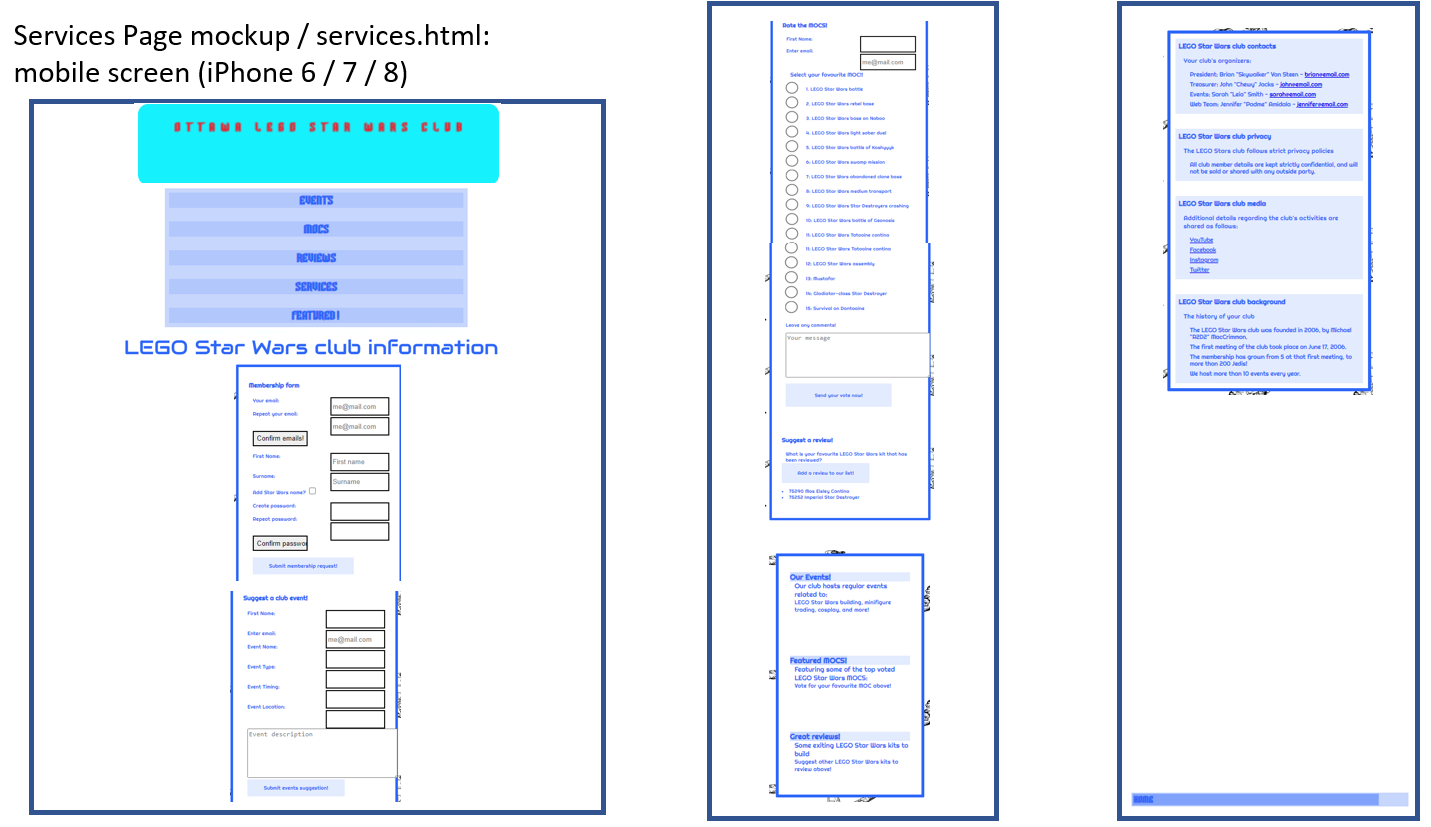 Services Page mockup / services.html:
mobile screen (iPhone 6 / 7 / 8)
OTTAWA LEGO STAR WARS CLUB
EVENTS
MOCS
REVIEWS
SERVICES
FEATURED!
LEGO Star Wars club information
Membership form
Your email:
me@mail.com
Repeat your email:
me@mail.com
Confirm emails!
First Name:
First name
Surname:
Surname
Add Star Wars name?
Create password:
Repeat password:
Confirm passwor
Submit membership request!
Suggest a club event!
First Name:
Enter email:
me@mail.com
Event Name:
Event Type:
Event Timing:
Event Location:
Event description
Submit events suggestion!
Rate the MOCS!
First Name:
Enter email:
me@mail.com
Select your favourite MOC!!
1. LEGO Star Wars battle
2. LEGO Star Wars rebel base
3. LEGO Star Wars base on Naboo
4. LEGO Star Wars light saber duel
5. LEGO Star Wars battle of Kashyyyk
6: LEGO Star Wars swamp mission
7: LEGO Star Wars abandoned clone base
8: LEGO Star Wars medium transport
9: LEGO Star Wars Star Destroyers crashing
10: LEGO Star Wars battle of Geonosis
11: LEGO Star Wars Tatooine cantina
11: LEGO Star Wars Tatooine cantina
12: LEGO Star Wars assembly
13: Mustafar
14: Gladiator-class Star Destroyer
15: Survival on Dantooine
Leave any comments!
Your message
Send your vote now!
Suggest a review!
What is your favourite LEGO Star Wars kit that has
been reviewed?
Add a review to our list!
75290 Mos Eisley Cantina
75252 Imperial Star Destroyer
Our Events!
Our club hosts regular events
related to:
LEGO Star Wars building, minifigure
trading, cosplay, and more!
Featured MOCS!
Featuring some of the top voted
LEGO Star Wars MOCS:
Vote for your favourite MOC above!
Great reviews!
Some exiting LEGO Star Wars kits to
build
Suggest other LEGO Star Wars kits to
review above!
LEGO Star Wars club contacts
Your club's organizers:
President: Brian "Skywalker" Van Steen - brian@email.com
Treasurer: John "Chewy" Jacks - john@email.com
Events: Sarah "Leia" Smith - sarah@email.com
Web Team: Jennifer "Padme" Amidala - jennifer@email.com
LEGO Star Wars club privacy
The LEGO Stars club follows strict privacy policies
All club member details are kept strictly confidential, and will
not be sold or shared with any outside party.
LEGO Star Wars club media
Additional details regarding the club's activities are
shared as follows:
YouTube
Facebook
Instagram
Twitter
LEGO Star Wars club background
The history of your club
The LEGO Star Wars club was founded in 2006, by Michael
"R2D2" MacCrimmon.
The first meeting of the club took place on June 17, 2006.
The membership has grown from 5 at that first meeting, to
more than 200 Jedis!
We host more than 10 events every year.